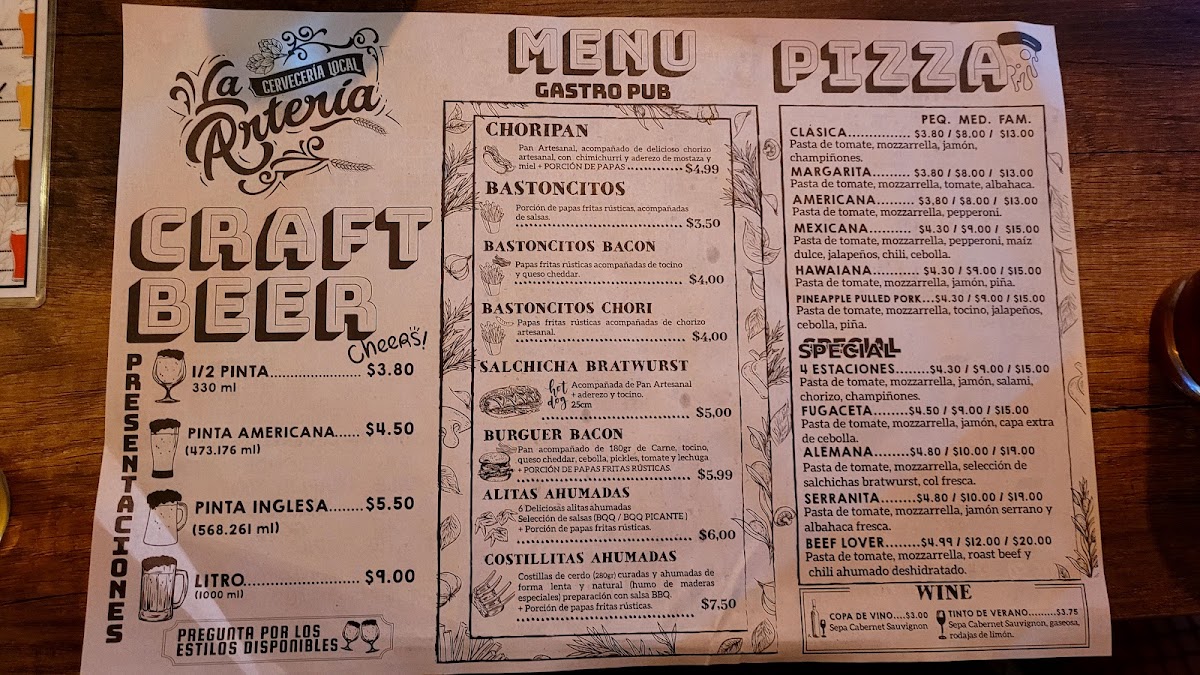 La Arteria
CERVECERÍA LOCAL
CRAFT
BEER
Cheers!
PRESENTACIONES
1/2 PINTA...................... $3.80
330 ml
PINTA AMERICANA...... $4.50
(473.176 ml)
PINTA INGLESA........$5.50
(568.261 ml)
LITRO.........................$9.00
(1000 ml)
PREGUNTA POR LOS
ESTILOS DISPONIBLES
MENU
GASTRO PUB
CHORIPAN
Pan Artesanal, acompañado de delicioso chorizo
artesanal, con chimichurri y aderezo de mostaza y
miel + PORCIÓN DE PAPAS ................ $4,99
BASTONCITOS
Porción de papas fritas rústicas, acompañadas
de salsas.
$3,50
BASTONCITOS BACON
Papas fritas rústicas acompañadas de tocino
y queso cheddar.
$4,00
BASTONCITOS CHORI
Papas fritas rústicas acompañadas de chorizo
artesanal.
$4,00
SALCHICHA BRATWURST
hot dog
Acompañada de Pan Artesanal
+ aderezo y tocino.
25cm
$5,00
BURGUER BACON
Pan acompañado de 180gr de Carne, tocino,
queso cheddar, cebolla, pickles, tomate y lechuga
+ PORCIÓN DE PAPAS FRITAS RÚSTICAS.
$5,99
ALITAS AHUMADAS
6 Deliciosas alitas ahumadas
Selección de salsas (BQQ / BQQ PICANTE)
+ Porción de papas fritas rústicas.
$6,00
COSTILLITAS AHUMADAS
Costillas de cerdo (280gr) curadas y ahumadas de
forma lenta y natural (humo de maderas
especiales) preparación con salsa BBQ.
+ Porción de papas fritas rústicas.
$7,50
PIZZA
PEQ. MED. FAM.
CLÁSICA............... $3.80 / $8.00 / $13.00
Pasta de tomate, mozzarrella, jamón,
champiñones.
MARGARITA......... $3.80 / $8.00 / $13.00
Pasta de tomate, mozzarrella, tomate, albahaca.
AMERICANA......... $3,80 / $8.00 / $13.00
Pasta de tomate, mozzarrella, pepperoni.
MEXICANA.......... $4.30 / $9.00 / $15.00
Pasta de tomate, mozzarrella, pepperoni, maíz
dulce, jalapeños, chili, cebolla.
HAWAIANA........... $4.30 / $9.00 / $15.00
Pasta de tomate, mozzarrella, jamón, piña.
PINEAPPLE PULLED PORK...$4.30 / $9.00 / $15.00
Pasta de tomate, mozzarrella, tocino, jalapeños,
cebolla, piña.
SPECIAL
4 ESTACIONES........$4.30 / $9.00 / $15.00
Pasta de tomate, mozzarrella, jamón, salami,
chorizo, champiñones.
FUGACETA........$4.50 / $9.00 / $15.00
Pasta de tomate, mozzarrella, jamón, capa extra
de cebolla.
ALEMANA........$4.80 / $10.00 / $19.00
Pasta de tomate, mozzarrella, selección de
salchichas bratwurst, col fresca.
SERRANITA........$4.80 / $10.00 / $19.00
Pasta de tomate, mozzarrella, jamón serrano y
albahaca fresca.
BEEF LOVER........$4.99 / $12.00 / $20.00
Pasta de tomate, mozzarrella, roast beef y
chili ahumado deshidratado.
WINE
COPA DE VINO....$3.00
Sepa Cabernet Sauvignon
TINTO DE VERANO.........$3.75
Sepa Cabernet Sauvignon, gaseosa,
rodajas de limón.